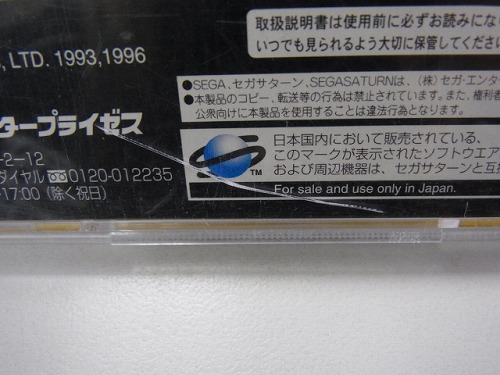 取扱説明書は使用前に必ずお読みにな
いつでも見られるよう大切に保管してください
, LTD. 1993,1996
●SEGA、セガサターン、SEGASATURNは、(株)セガ・エンタ
●本製品のコピー、転送等の行為は禁止されています。また、権利者
公衆向けに本製品を使用することは違法行為となります。
タープライゼス
-2-12
ダイヤル 0120-012235
-17:00 (除く祝日)
日本国内において販売されている、
このマークが表示されたソフトウエア
および周辺機器は、セガサターンと互
TM
For sale and use only in Japan.